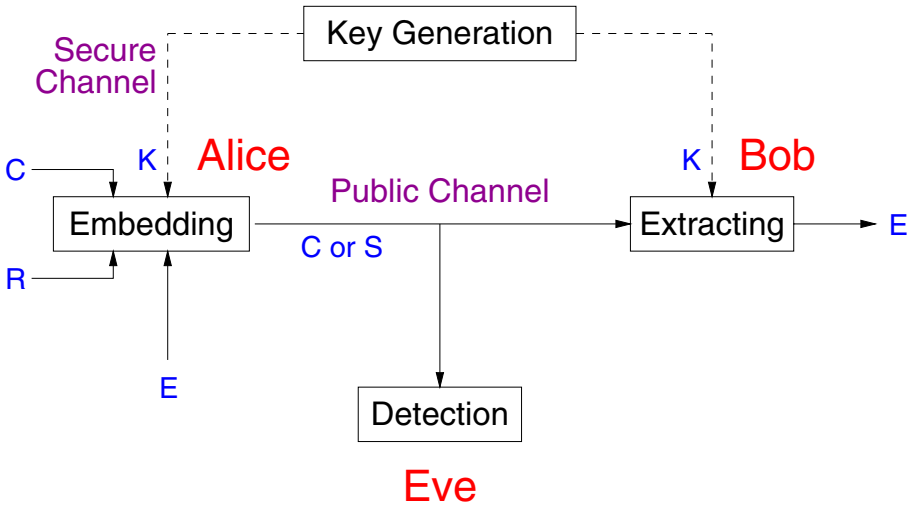 Key Generation
Secure
Channel
K
Alice
K
Bob
C
Public Channel
Embedding
Extracting
C or S
E
R
E
Detection
Eve